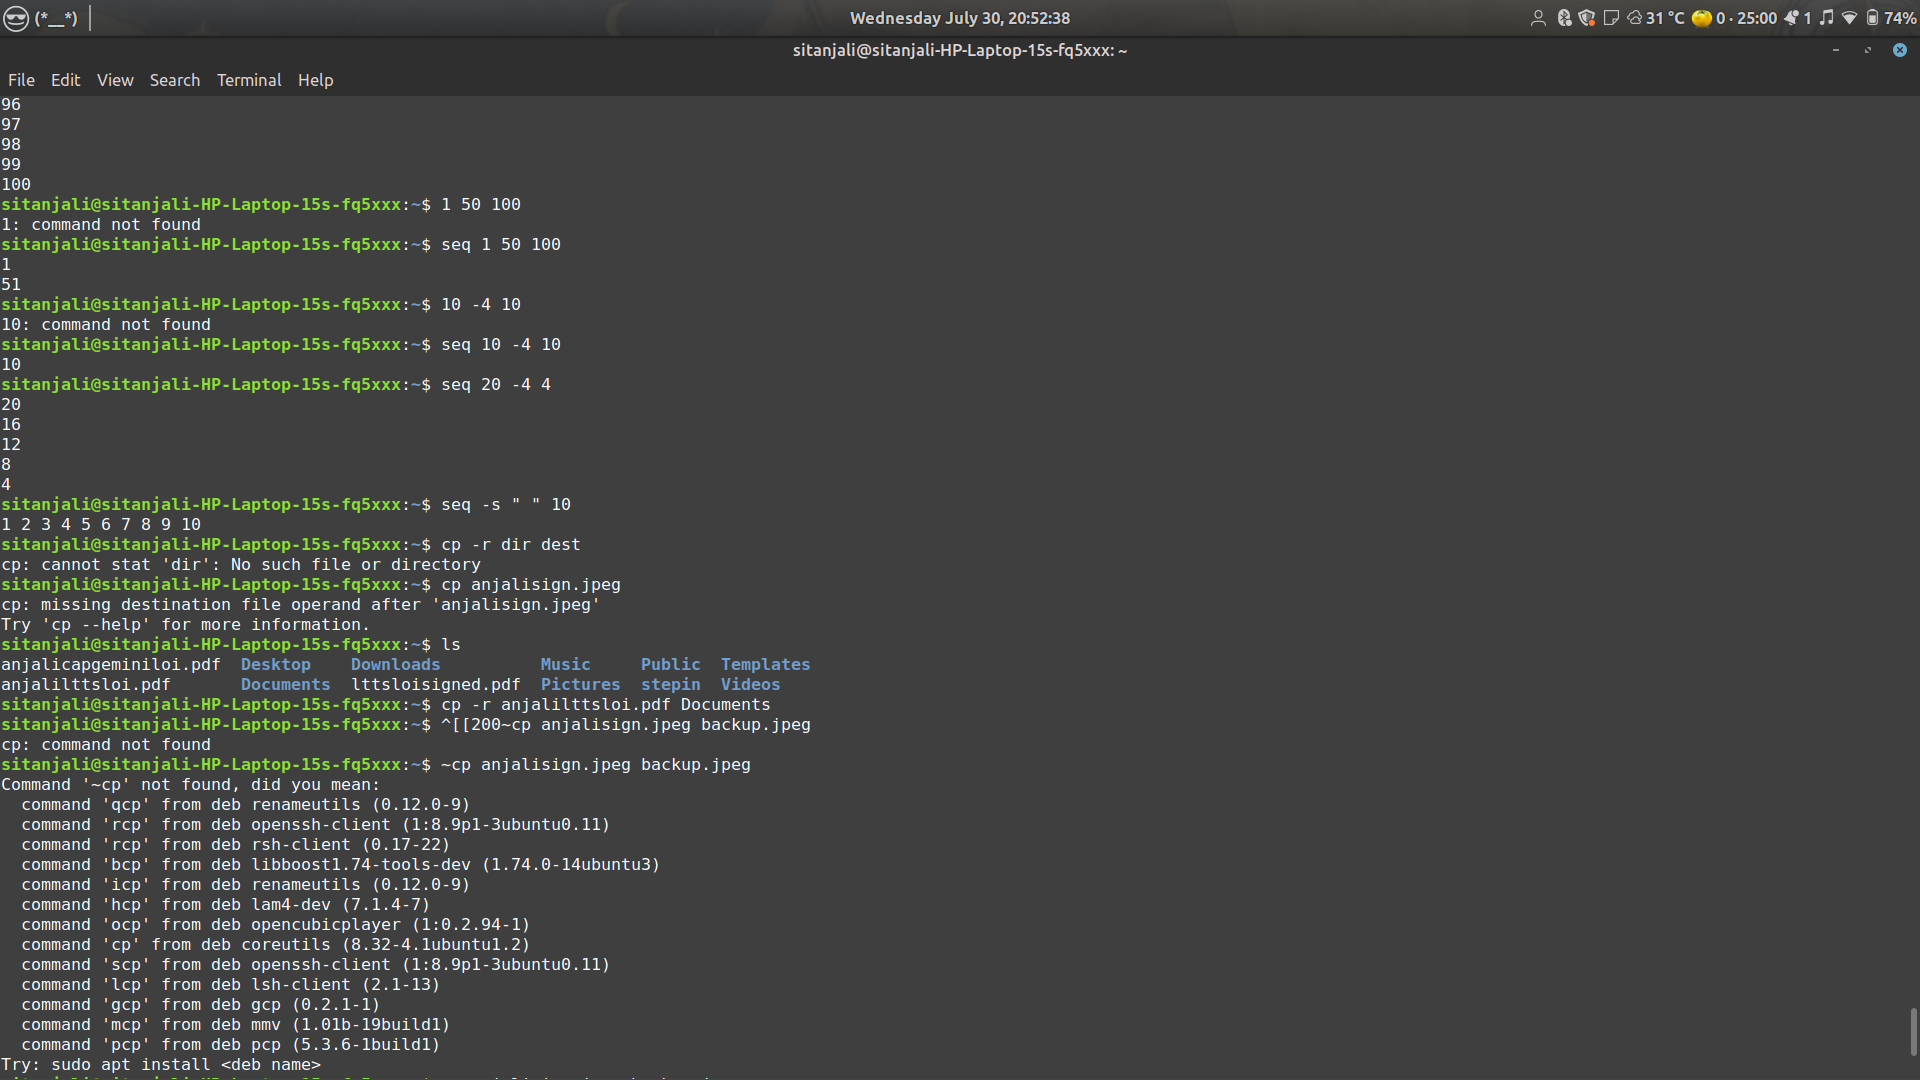 (*__*)
Wednesday July 30, 20:52:38
31 °C 0 · 25:00 1 74%
sitanjali@sitanjali-HP-Laptop-15s-fq5xxx: ~
File Edit View Search Terminal Help
96
97
98
99
100
sitanjali@sitanjali-HP-Laptop-15s-fq5xxx:~$ 1 50 100
1: command not found
sitanjali@sitanjali-HP-Laptop-15s-fq5xxx:~$ seq 1 50 100
1
51
sitanjali@sitanjali-HP-Laptop-15s-fq5xxx:~$ 10 -4 10
10: command not found
sitanjali@sitanjali-HP-Laptop-15s-fq5xxx:~$ seq 10 -4 10
10
sitanjali@sitanjali-HP-Laptop-15s-fq5xxx:~$ seq 20 -4 4
20
16
12
8
4
sitanjali@sitanjali-HP-Laptop-15s-fq5xxx:~$ seq -s " " 10
1 2 3 4 5 6 7 8 9 10
sitanjali@sitanjali-HP-Laptop-15s-fq5xxx:~$ cp -r dir dest
cp: cannot stat 'dir': No such file or directory
sitanjali@sitanjali-HP-Laptop-15s-fq5xxx:~$ cp anjalisign.jpeg
cp: missing destination file operand after 'anjalisign.jpeg'
Try 'cp --help' for more information.
sitanjali@sitanjali-HP-Laptop-15s-fq5xxx:~$ ls
anjalicapgeminiloi.pdf  Desktop    Downloads          Music     Public  Templates
anjalilttsloi.pdf       Documents  lttsloisigned.pdf  Pictures  stepin  Videos
sitanjali@sitanjali-HP-Laptop-15s-fq5xxx:~$ cp -r anjalilttsloi.pdf Documents
sitanjali@sitanjali-HP-Laptop-15s-fq5xxx:~$ ^[[200~cp anjalisign.jpeg backup.jpeg
cp: command not found
sitanjali@sitanjali-HP-Laptop-15s-fq5xxx:~$ ~cp anjalisign.jpeg backup.jpeg
Command '~cp' not found, did you mean:
  command 'qcp' from deb renameutils (0.12.0-9)
  command 'rcp' from deb openssh-client (1:8.9p1-3ubuntu0.11)
  command 'rcp' from deb rsh-client (0.17-22)
  command 'bcp' from deb libboost1.74-tools-dev (1.74.0-14ubuntu3)
  command 'icp' from deb renameutils (0.12.0-9)
  command 'hcp' from deb lam4-dev (7.1.4-7)
  command 'ocp' from deb opencubicplayer (1:0.2.94-1)
  command 'cp' from deb coreutils (8.32-4.1ubuntu1.2)
  command 'scp' from deb openssh-client (1:8.9p1-3ubuntu0.11)
  command 'lcp' from deb lsh-client (2.1-13)
  command 'gcp' from deb gcp (0.2.1-1)
  command 'mcp' from deb mmv (1.01b-19build1)
  command 'pcp' from deb pcp (5.3.6-1build1)
Try: sudo apt install <deb name>